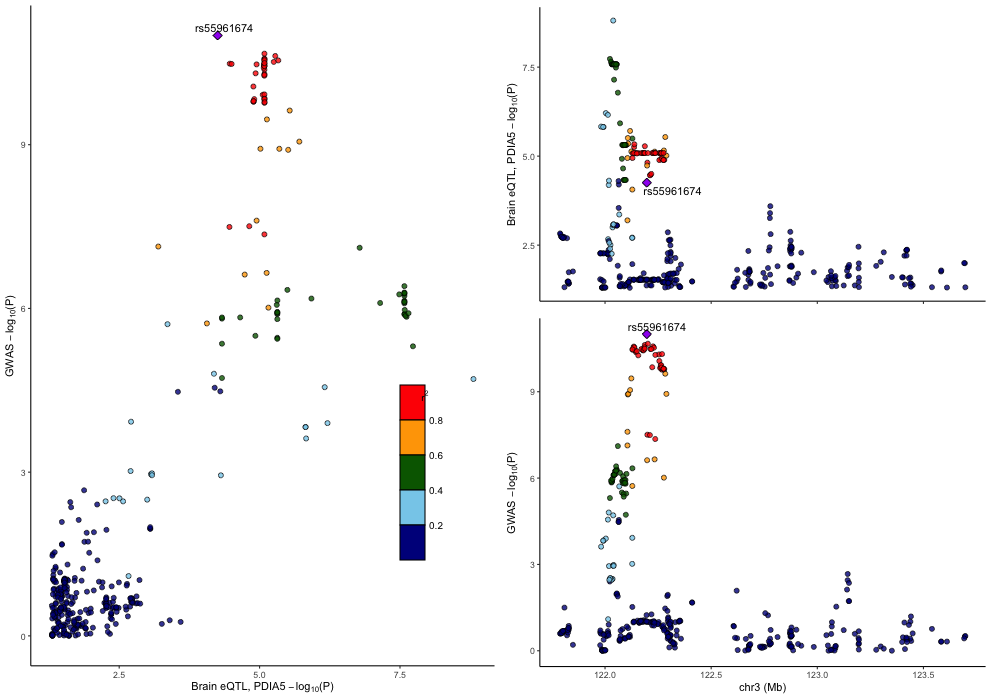 rs55961674
9
6
3
0
GWAS − log10(P)
2.5
5.0
7.5
Brain eQTL, PDIA5 − log10(P)
r2
0.8
0.6
0.4
0.2
7.5
5.0
2.5
Brain eQTL, PDIA5 − log10(P)
rs55961674
rs55961674
9
6
3
0
GWAS − log10(P)
122.0
122.5
123.0
123.5
chr3 (Mb)